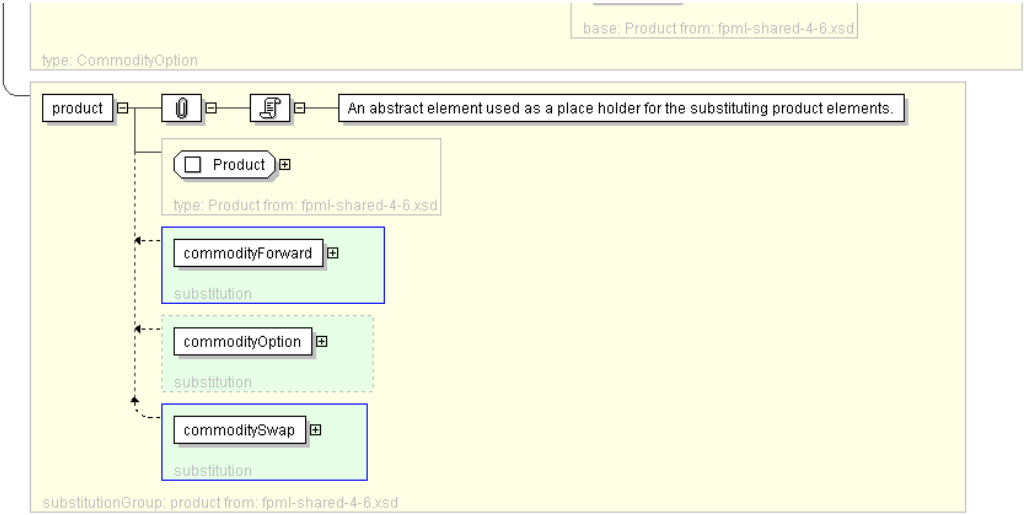 base: Product from: fpml-shared-4-6.xsd
type: CommodityOption
product
An abstract element used as a place holder for the substituting product elements.
Product
type: Product from: fpml-shared-4-6.xsd
commodityForward
substitution
commodityOption
substitution
commoditySwap
substitution
substitutionGroup: product from: fpml-shared-4-6.xsd